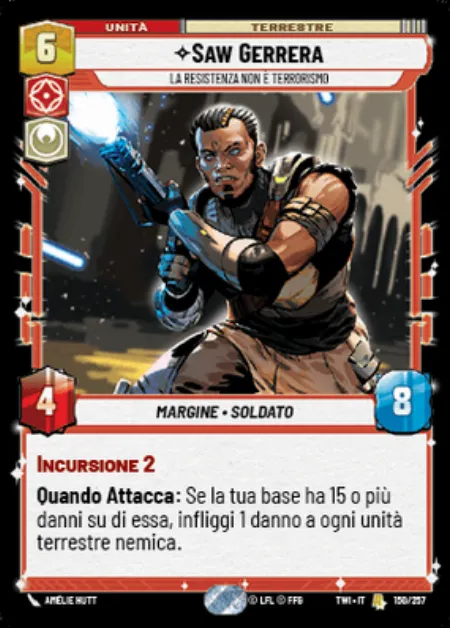 6
UNITÀ
TERRESTRE
SAW GERRERA
LA RESISTENZA NON È TERRORISMO
4
MARGINE • SOLDATO
8
INCURSIONE 2
Quando Attacca: Se la tua base ha 15 o più
danni su di essa, infliggi 1 danno a ogni unità
terrestre nemica.
AMÉLIE HUTT
© LFL © FFG
TWI • IT
150/257